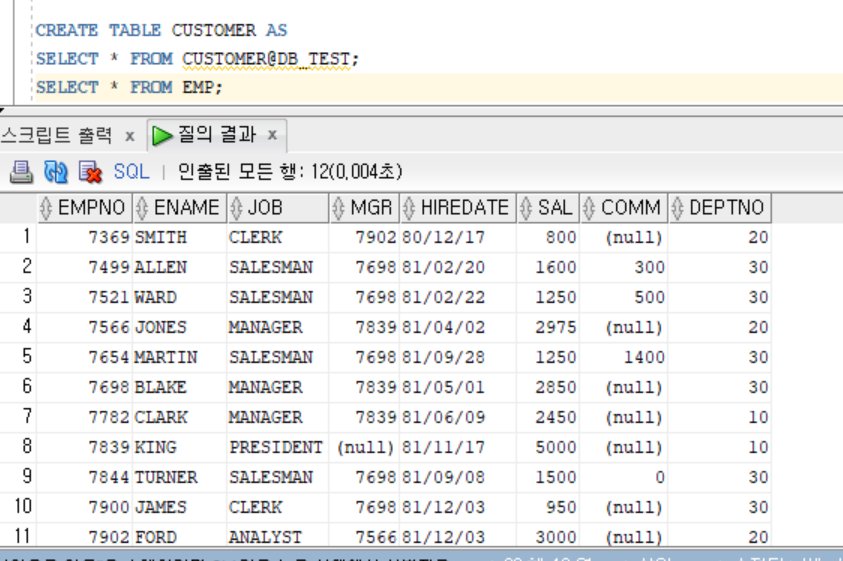 CREATE TABLE CUSTOMER AS
SELECT * FROM CUSTOMER@DB_TEST;
SELECT * FROM EMP;
스크립트 출력 x 질의 결과 x
SQL | 인출된 모든 행: 12(0,004초)
EMPNO ENAME JOB MGR HIREDATE SAL COMM DEPTNO
1 7369 SMITH CLERK 7902 80/12/17 800 (null) 20
2 7499 ALLEN SALESMAN 7698 81/02/20 1600 300 30
3 7521 WARD SALESMAN 7698 81/02/22 1250 500 30
4 7566 JONES MANAGER 7839 81/04/02 2975 (null) 20
5 7654 MARTIN SALESMAN 7698 81/09/28 1250 1400 30
6 7698 BLAKE MANAGER 7839 81/05/01 2850 (null) 30
7 7782 CLARK MANAGER 7839 81/06/09 2450 (null) 10
8 7839 KING PRESIDENT (null) 81/11/17 5000 (null) 10
9 7844 TURNER SALESMAN 7698 81/09/08 1500 0 30
10 7900 JAMES CLERK 7698 81/12/03 950 (null) 30
11 7902 FORD ANALYST 7566 81/12/03 3000 (null) 20